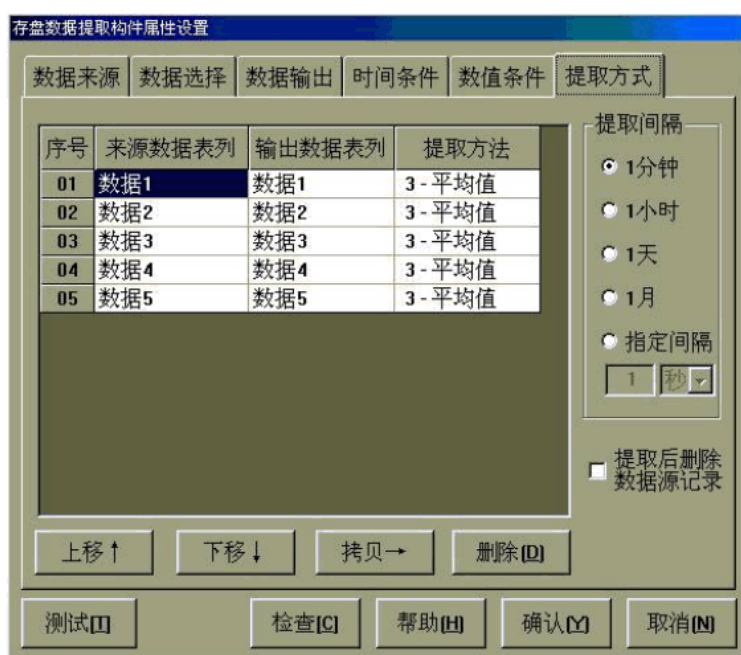 存盘数据提取构件属性设置
数据来源 数据选择 数据输出 时间条件 数值条件 提取方式
序号 来源数据表列 输出数据表列 提取方法
01 数据1 数据1 3-平均值
02 数据2 数据2 3-平均值
03 数据3 数据3 3-平均值
04 数据4 数据4 3-平均值
05 数据5 数据5 3-平均值
提取间隔
1分钟
1小时
1天
1月
指定间隔
1 秒
提取后删除
数据源记录
上移↑ 下移↓ 拷贝→ 删除(D)
测试(T) 检查(C) 帮助(H) 确认(Y) 取消(N)